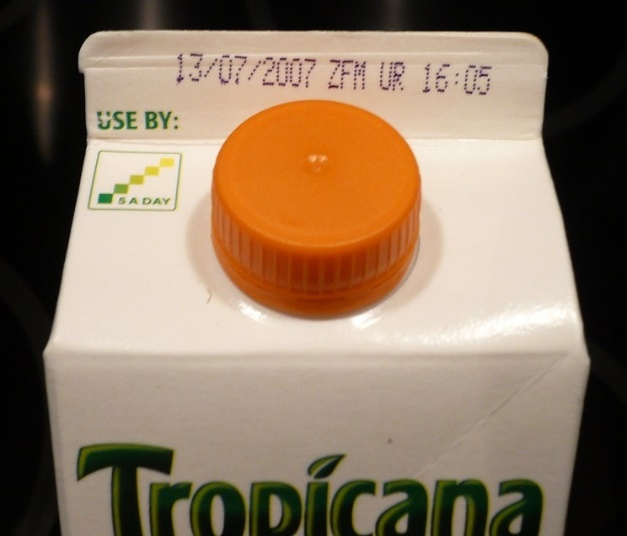 13/07/2007 ZFM UR 16:05
USE BY:
5 A DAY
Tropicana